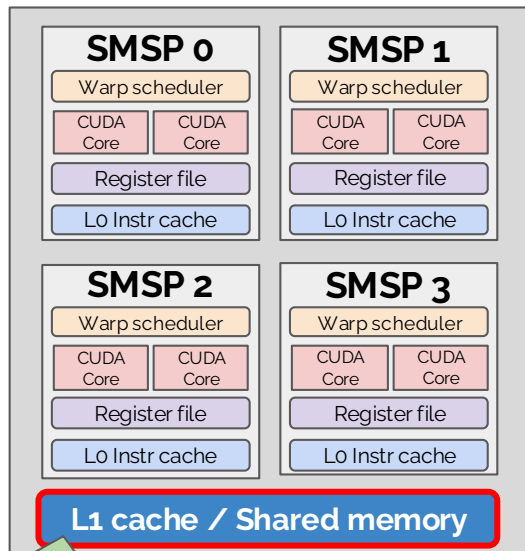 SMSP 0
Warp scheduler
CUDA Core
CUDA Core
Register file
L0 Instr cache
SMSP 1
Warp scheduler
CUDA Core
CUDA Core
Register file
L0 Instr cache
SMSP 2
Warp scheduler
CUDA Core
CUDA Core
Register file
L0 Instr cache
SMSP 3
Warp scheduler
CUDA Core
CUDA Core
Register file
L0 Instr cache
L1 cache / Shared memory